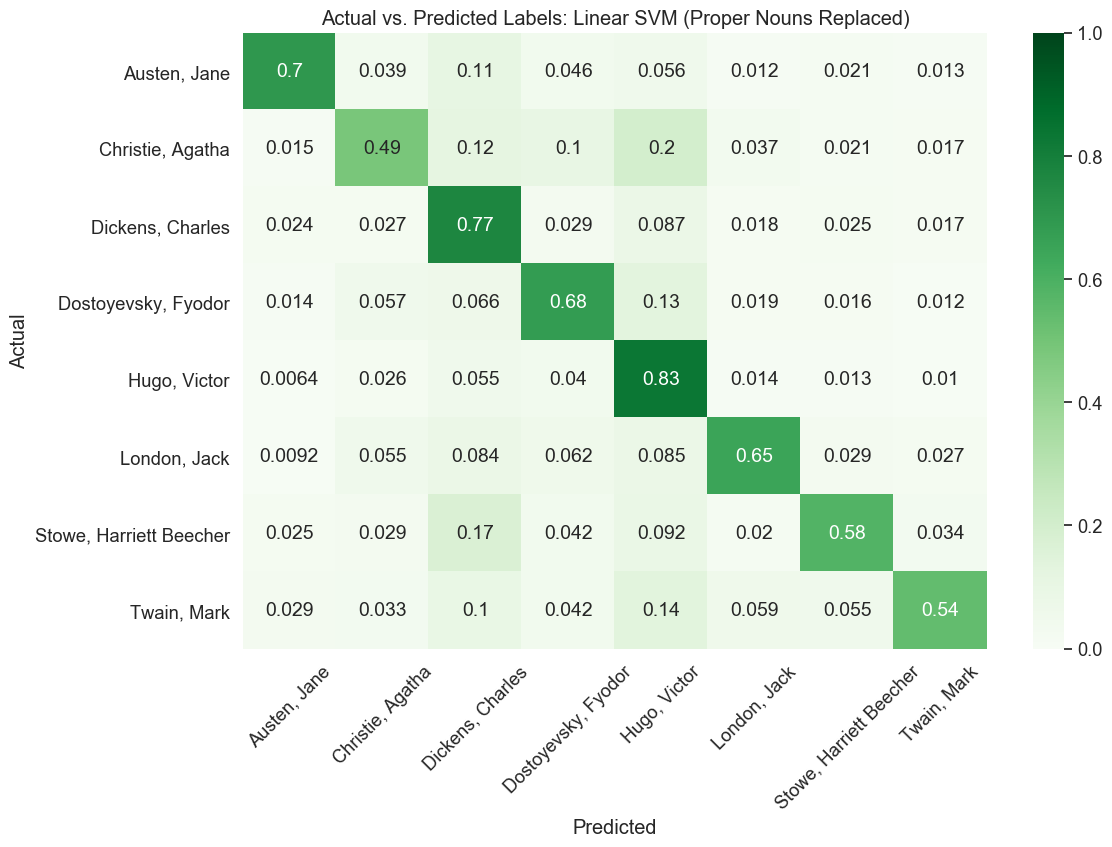 Actual vs. Predicted Labels: Linear SVM (Proper Nouns Replaced)
Actual
Austen, Jane 0.7 0.039 0.11 0.046 0.056 0.012 0.021 0.013
Christie, Agatha 0.015 0.49 0.12 0.1 0.2 0.037 0.021 0.017
Dickens, Charles 0.024 0.027 0.77 0.029 0.087 0.018 0.025 0.017
Dostoyevsky, Fyodor 0.014 0.057 0.066 0.68 0.13 0.019 0.016 0.012
Hugo, Victor 0.0064 0.026 0.055 0.04 0.83 0.014 0.013 0.01
London, Jack 0.0092 0.055 0.084 0.062 0.085 0.65 0.029 0.027
Stowe, Harriett Beecher 0.025 0.029 0.17 0.042 0.092 0.02 0.58 0.034
Twain, Mark 0.029 0.033 0.1 0.042 0.14 0.059 0.055 0.54
Austen, Jane
Christie, Agatha
Dickens, Charles
Dostoyevsky, Fyodor
Hugo, Victor
London, Jack
Stowe, Harriett Beecher
Twain, Mark
Predicted
1.0
0.8
0.6
0.4
0.2
0.0